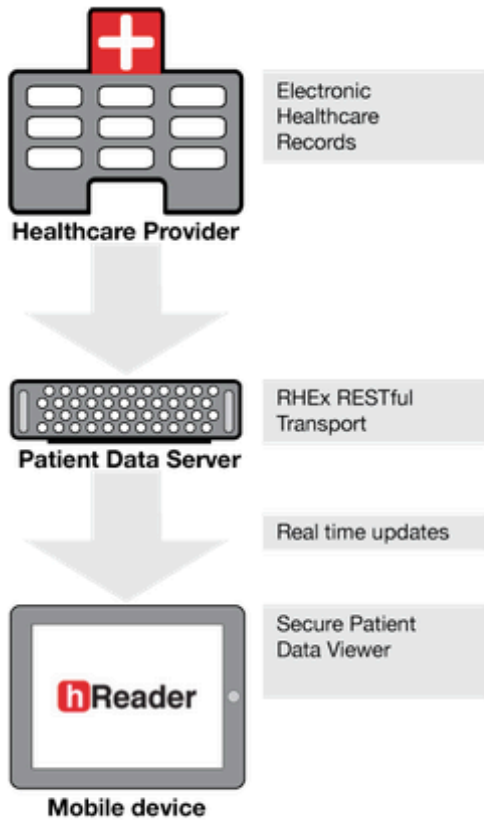 Electronic
Healthcare
Records
Healthcare Provider
RHEx RESTful
Transport
Patient Data Server
Real time updates
Secure Patient
Data Viewer
hReader
Mobile device